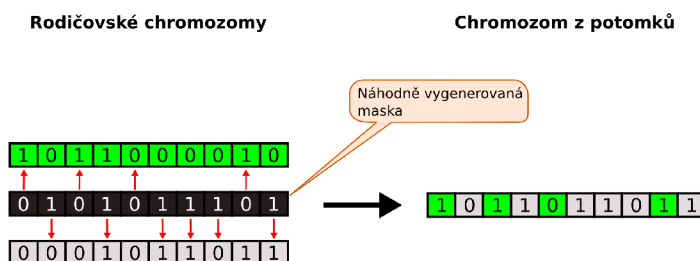 Rodičovské chromozomy
Chromozom z potomků
Náhodně vygenerovaná
maska
1 0 1 1 0 0 0 0 1 0
0 1 0 1 0 1 1 1 0 1
1 0 1 1 0 1 1 0 1 1
0 0 0 1 0 1 1 0 1 1